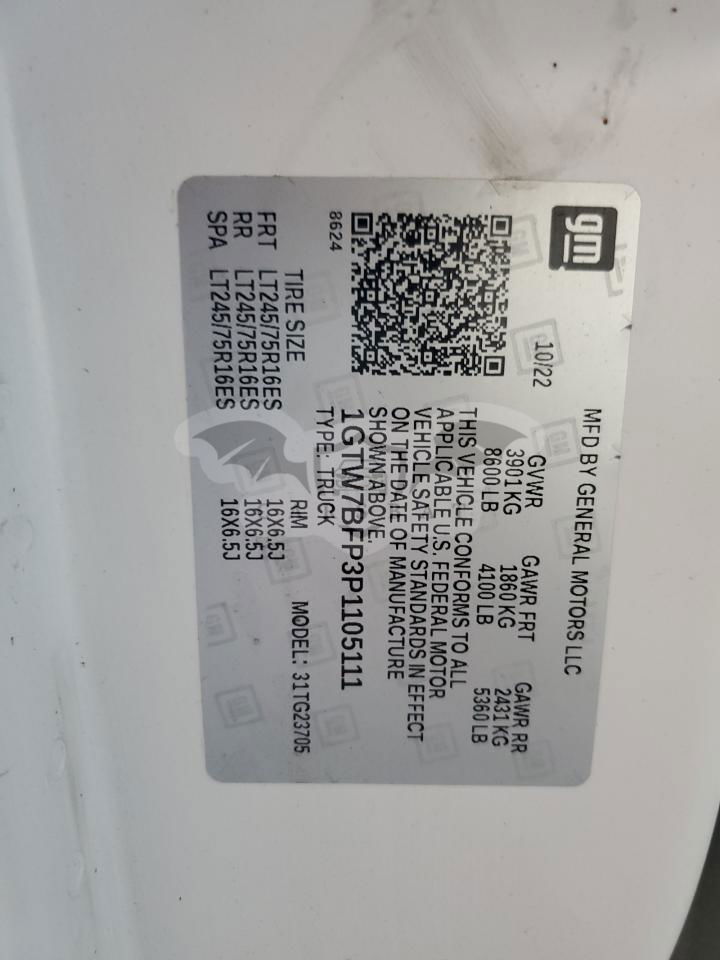 gm
MFD BY GENERAL MOTORS LLC
10/22
GVWR GAWR FRT GAWR RR
3901 KG 1860 KG 2431 KG
8600 LB 4100 LB 5360 LB
THIS VEHICLE CONFORMS TO ALL
APPLICABLE U.S. FEDERAL MOTOR
VEHICLE SAFETY STANDARDS IN EFFECT
ON THE DATE OF MANUFACTURE
SHOWN ABOVE.
8624
1GTW7BFP3P1105111
TYPE: TRUCK
MODEL: 31TG23705
TIRE SIZE RIM
FRT LT245/75R16ES 16X6.5J
RR LT245/75R16ES 16X6.5J
SPA LT245/75R16ES 16X6.5J